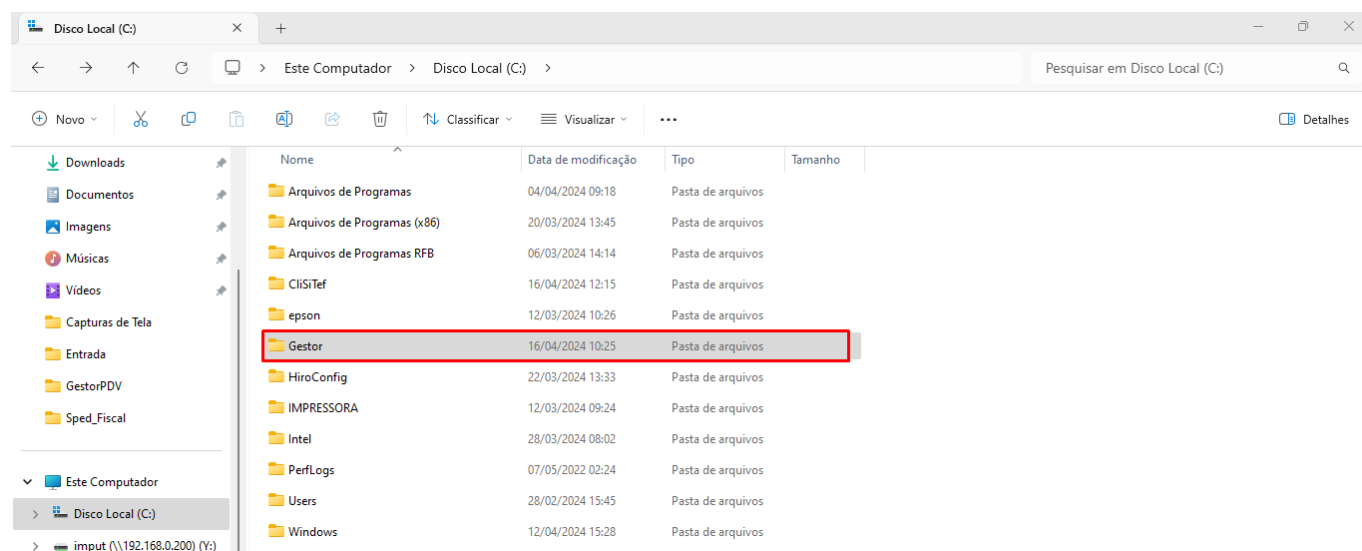 Disco Local (C:)
Este Computador > Disco Local (C:) >
Pesquisar em Disco Local (C:)
Novo
Classificar
Visualizar
Detalhes
Downloads
Documentos
Imagens
Músicas
Vídeos
Capturas de Tela
Entrada
GestorPDV
Sped_Fiscal
Este Computador
Disco Local (C:)
imput (\\192.168.0.200) (Y:)
Nome Data de modificação Tipo Tamanho
Arquivos de Programas 04/04/2024 09:18 Pasta de arquivos
Arquivos de Programas (x86) 20/03/2024 13:45 Pasta de arquivos
Arquivos de Programas RFB 06/03/2024 14:14 Pasta de arquivos
CliSiTef 16/04/2024 12:15 Pasta de arquivos
epson 12/03/2024 10:26 Pasta de arquivos
Gestor 16/04/2024 10:25 Pasta de arquivos
HiroConfig 22/03/2024 13:33 Pasta de arquivos
IMPRESSORA 12/03/2024 09:24 Pasta de arquivos
Intel 28/03/2024 08:02 Pasta de arquivos
PerfLogs 07/05/2022 02:24 Pasta de arquivos
Users 28/02/2024 15:45 Pasta de arquivos
Windows 12/04/2024 15:28 Pasta de arquivos